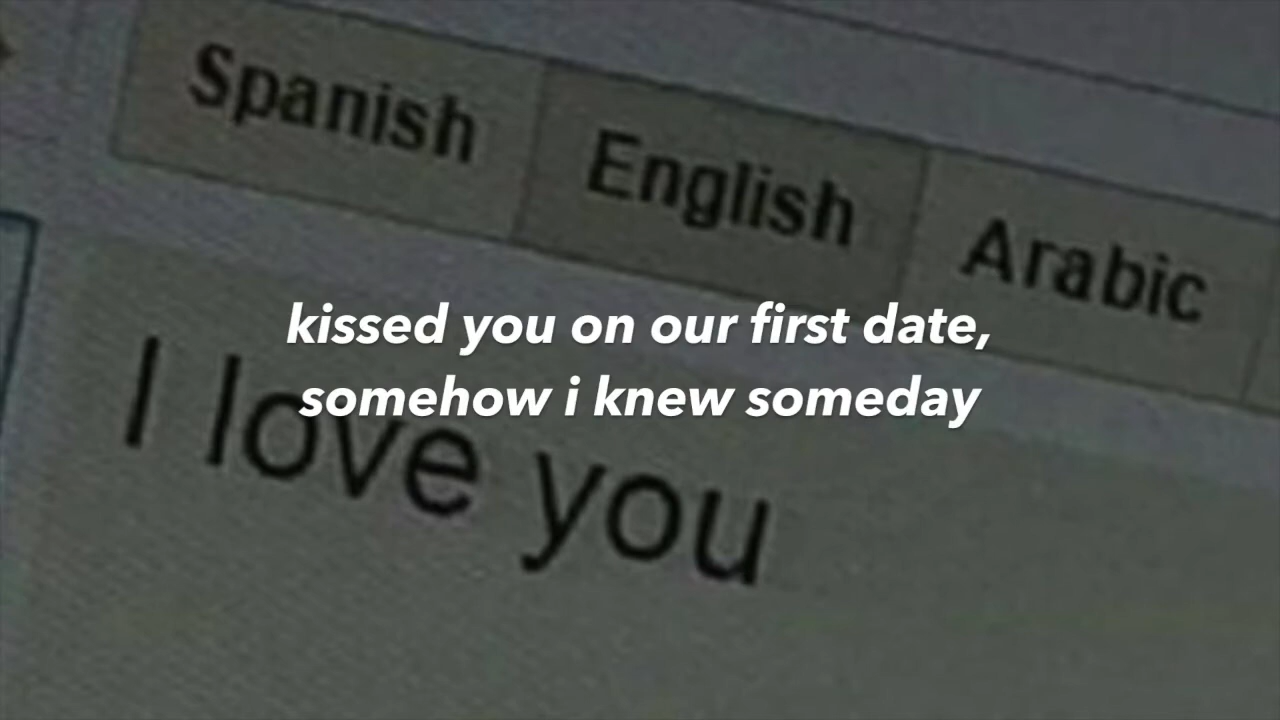 Spanish English Arabic
kissed you on our first date,
somehow i knew someday
I love you